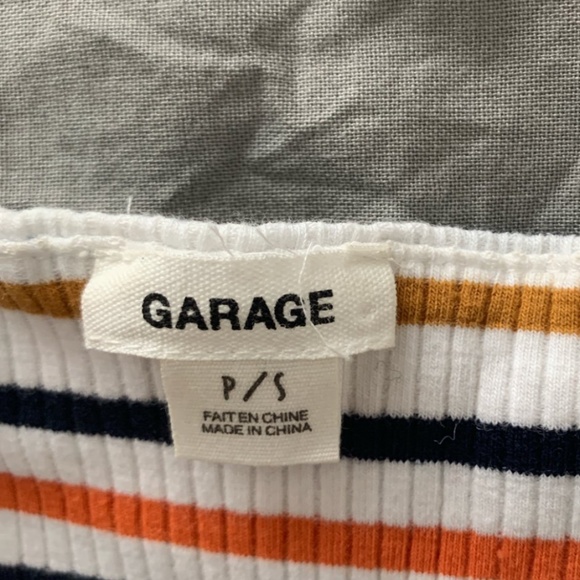 GARAGE
P/S
FAIT EN CHINE
MADE IN CHINA